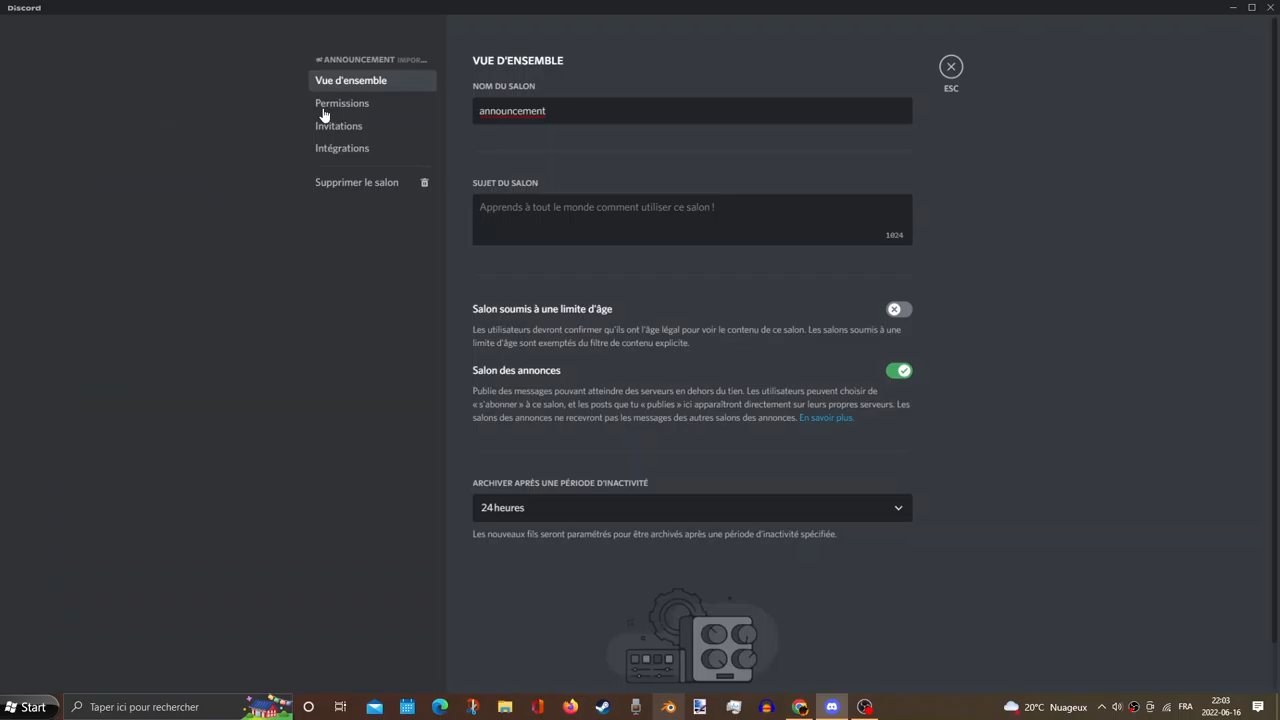 Discord
ANNOUNCEMENT IMPOR...
Vue d'ensemble
Permissions
Invitations
Intégrations
Supprimer le salon
VUE D'ENSEMBLE
NOM DU SALON
announcement
ESC
SUJET DU SALON
Apprends à tout le monde comment utiliser ce salon !
1024
Salon soumis à une limite d'âge
Les utilisateurs devront confirmer qu'ils ont l'âge légal pour voir le contenu de ce salon. Les salons soumis à une
limite d'âge sont exemptés du filtre de contenu explicite.
Salon des annonces
Publie des messages pouvant atteindre des serveurs en dehors du tien. Les utilisateurs peuvent choisir de
« s'abonner » à ce salon, et les posts que tu « publies » ici apparaîtront directement sur leurs propres serveurs. Les
salons des annonces ne recevront pas les messages des autres salons des annonces. En savoir plus.
ARCHIVER APRÈS UNE PÉRIODE D'INACTIVITÉ
24 heures
Les nouveaux fils seront paramétrés pour être archivés après une période d'inactivité spécifiée.
Start
Taper ici pour rechercher
20°C Nuageux
FR
22:03
2022-06-16